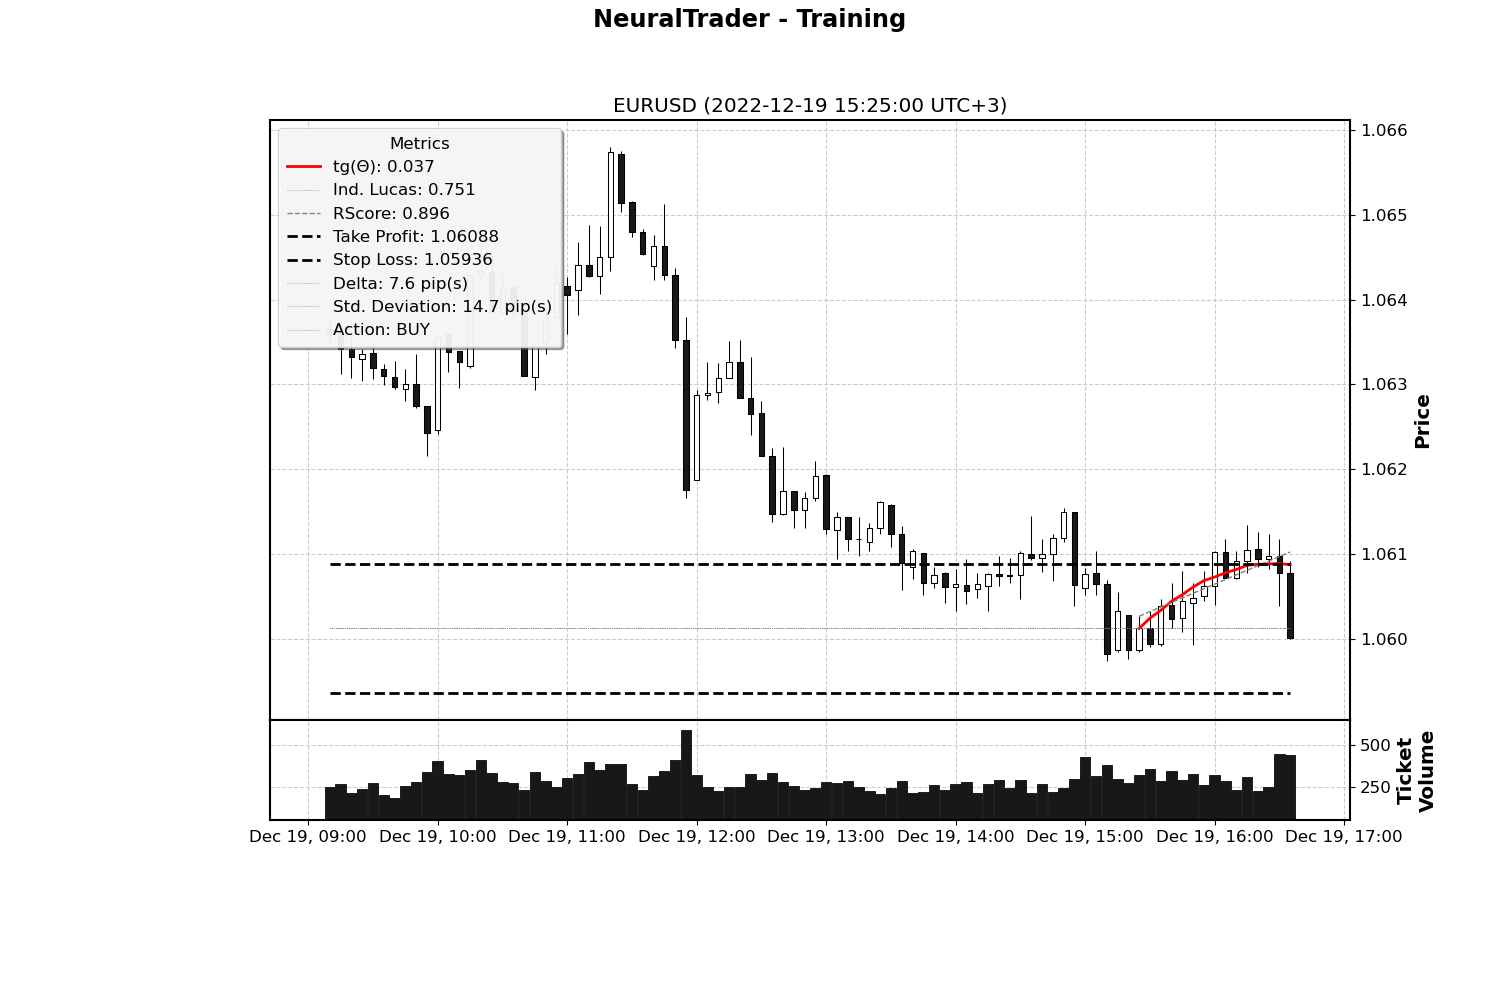 NeuralTrader - Training
EURUSD (2022-12-19 15:25:00 UTC+3)
Metrics
tg(Θ): 0.037
Ind. Lucas: 0.751
RScore: 0.896
Take Profit: 1.06088
Stop Loss: 1.05936
Delta: 7.6 pip(s)
Std. Deviation: 14.7 pip(s)
Action: BUY
1.066
1.065
1.064
1.063
1.062
1.061
1.060
Price
500
250
Ticket
Volume
Dec 19, 09:00 Dec 19, 10:00 Dec 19, 11:00 Dec 19, 12:00 Dec 19, 13:00 Dec 19, 14:00 Dec 19, 15:00 Dec 19, 16:00 Dec 19, 17:00